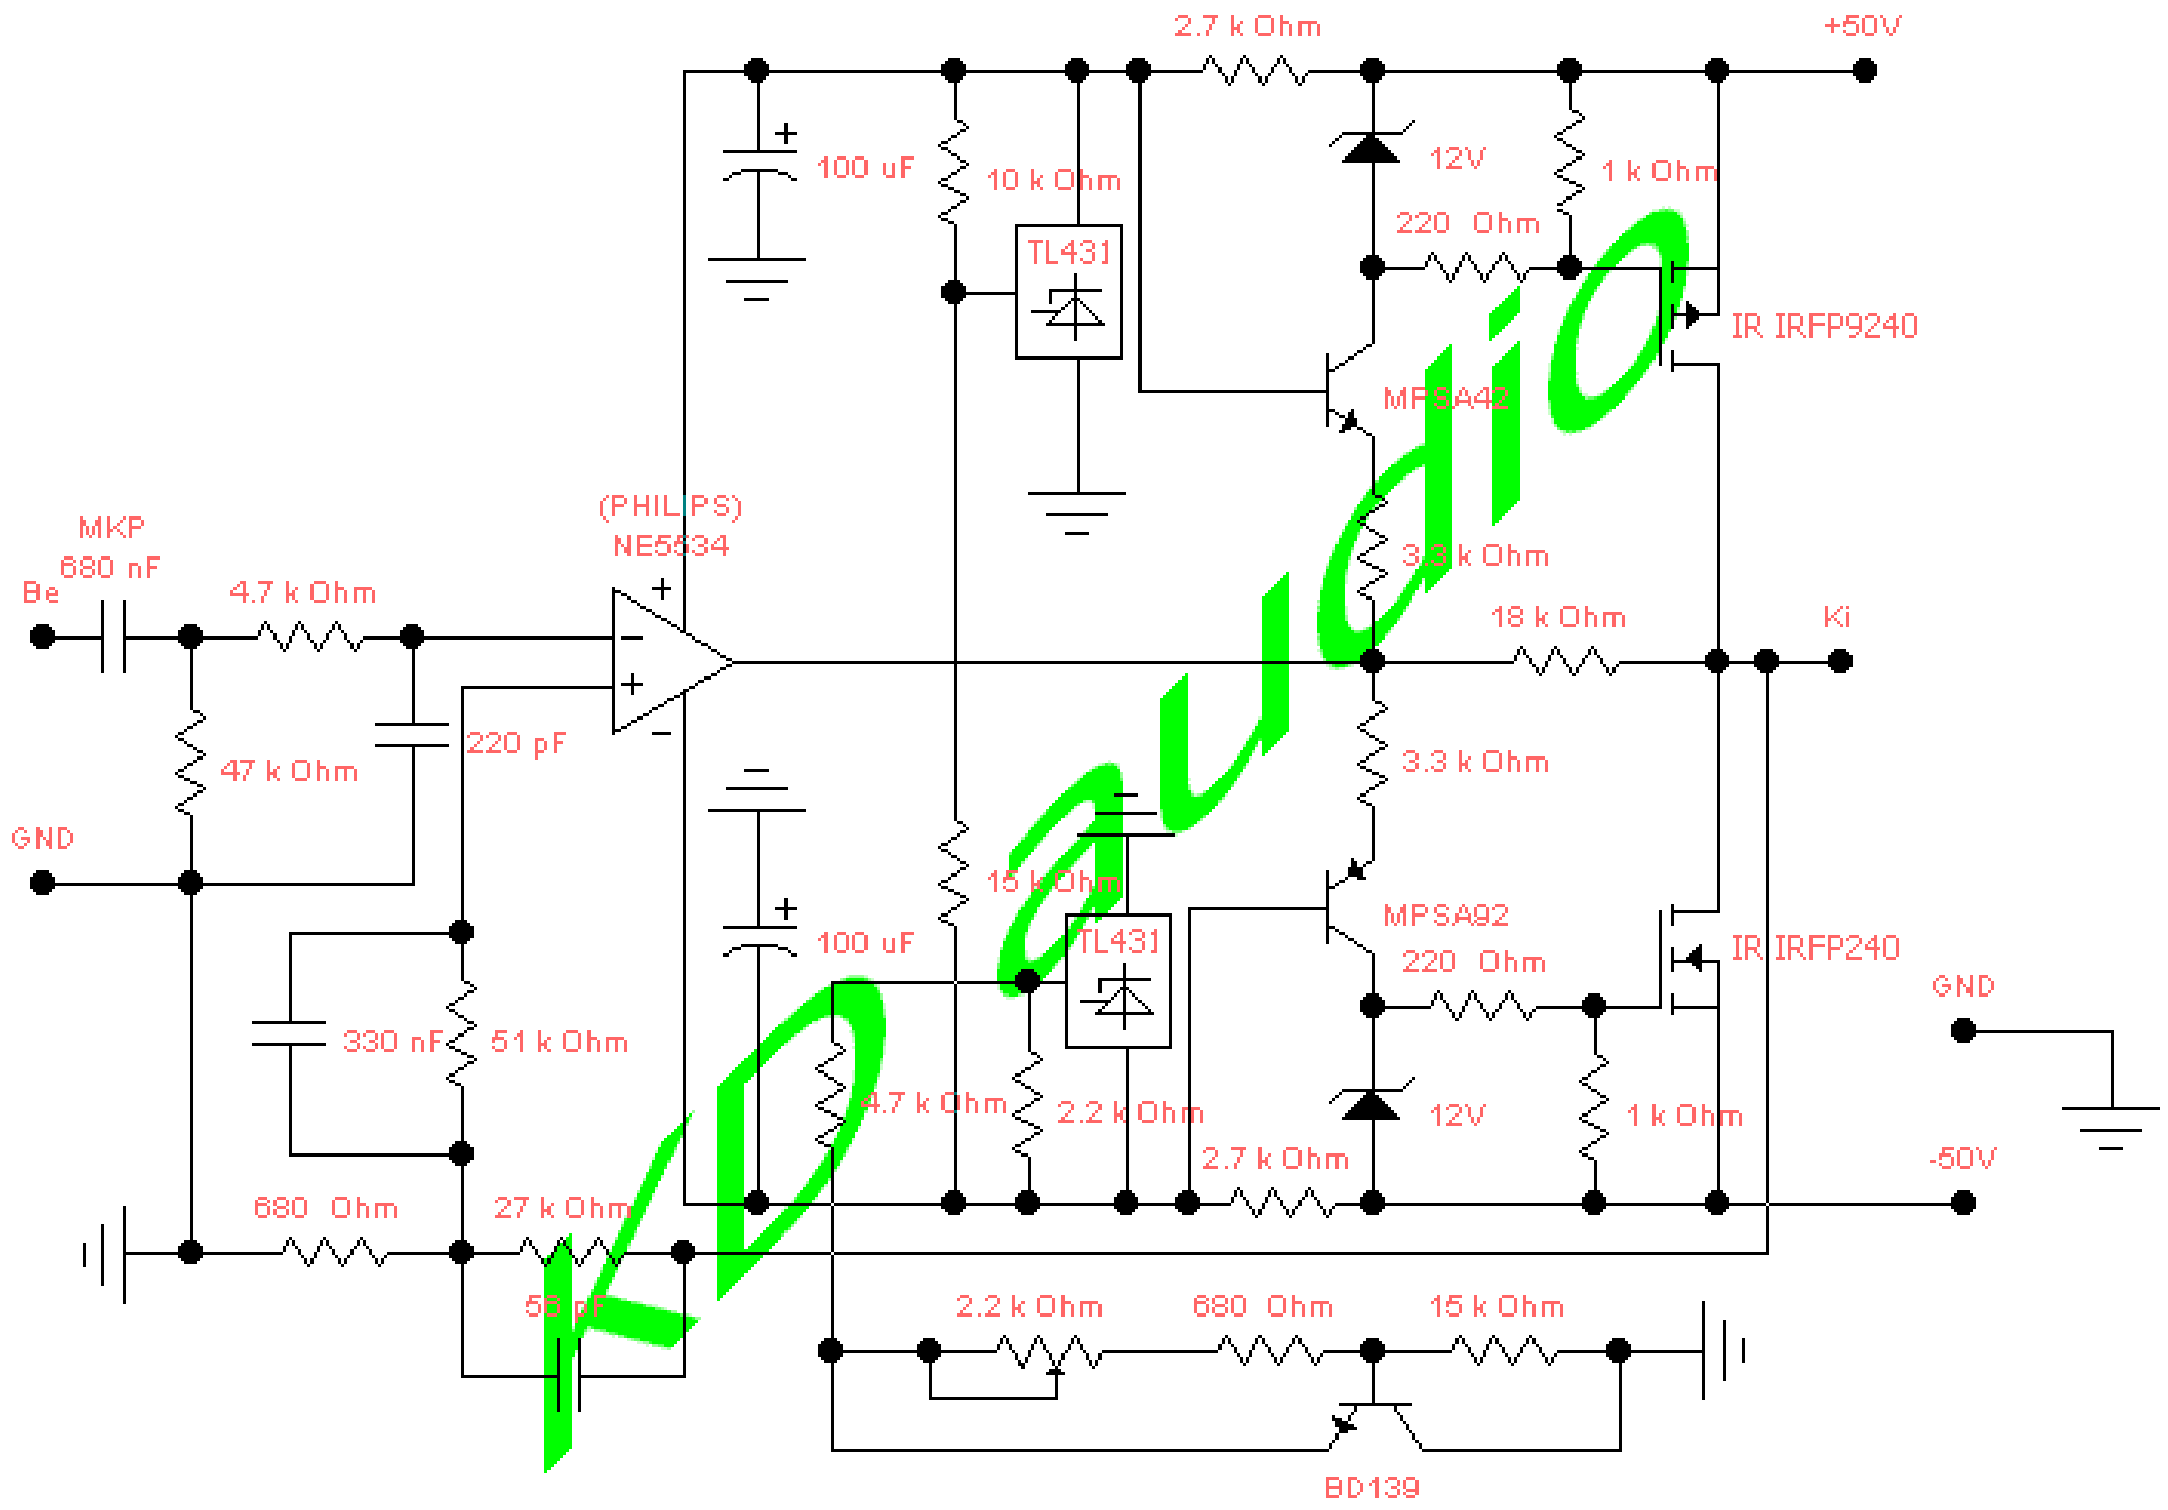 2.7 k Ohm
+50V
100 uF
10 k Ohm
12V
1 k Ohm
220 Ohm
TL431
IR IRFP9240
MPSA42
(PHILIPS)
NE5534
MKP
680 nF
Be
4.7 k Ohm
3.3 k Ohm
18 k Ohm
Ki
+
-
+
-
220 pF
47 k Ohm
3.3 k Ohm
GND
15 k Ohm
MPSA92
100 uF
TL431
IR IRFP240
220 Ohm
GND
330 nF
51 k Ohm
4.7 k Ohm
2.2 k Ohm
12V
1 k Ohm
2.7 k Ohm
-50V
680 Ohm
27 k Ohm
pF
2.2 k Ohm
680 Ohm
15 k Ohm
BD139
KD audio